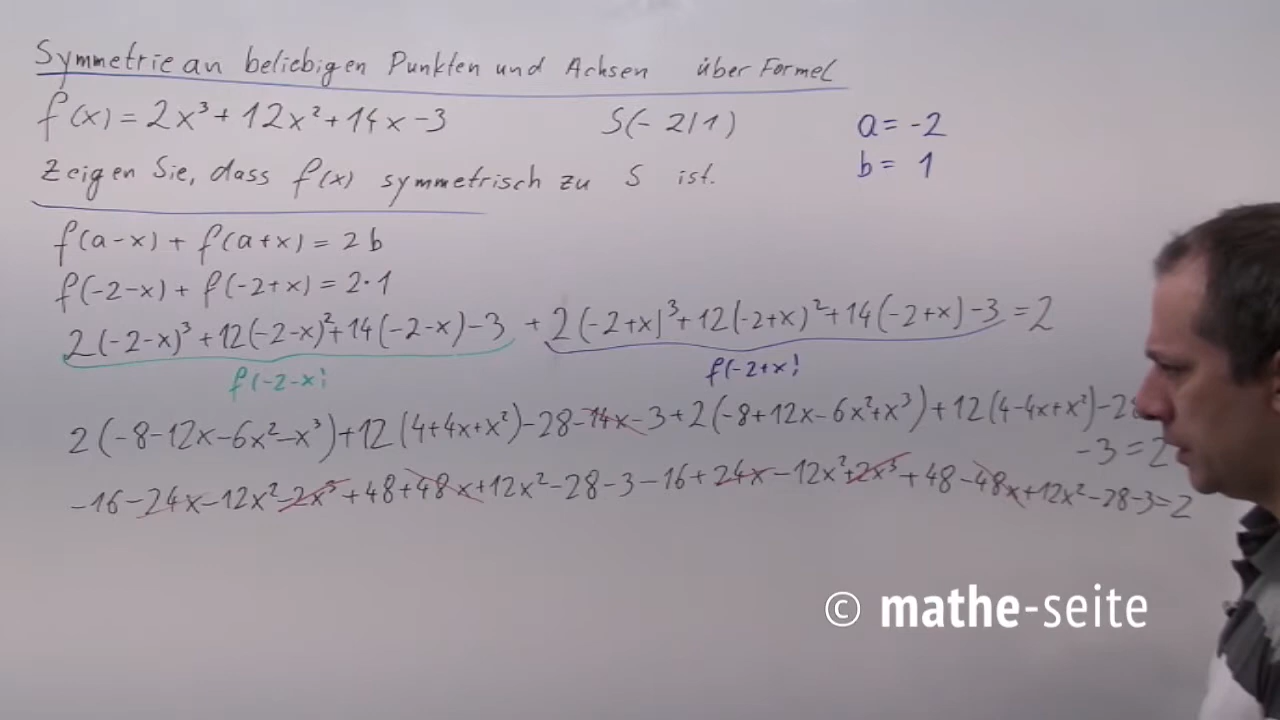 Symmetrie an beliebigen Punkten und Achsen über Formel
f(x) = 2x³ + 12x² + 14x - 3 S(-2/1) a = -2
b = 1
Zeigen Sie, dass f(x) symmetrisch zu S ist.
f(a-x) + f(a+x) = 2b
f(-2-x) + f(-2+x) = 2·1
2(-2-x)³ + 12(-2-x)² + 14(-2-x) - 3 + 2(-2+x)³ + 12(-2+x)² + 14(-2+x) - 3 = 2
f(-2-x) f(-2+x)
2(-8-12x-6x²-x³) + 12(4+4x+x²) - 28 - 14x - 3 + 2(-8+12x-6x²+x³) + 12(4-4x+x²) - 28
-3 = 2
-16 - 24x - 12x² - 2x³ + 48 + 48x + 12x² - 28 - 3 - 16 + 24x - 12x² + 2x³ + 48 - 48x + 12x² - 28 - 3 = 2
© mathe-seite